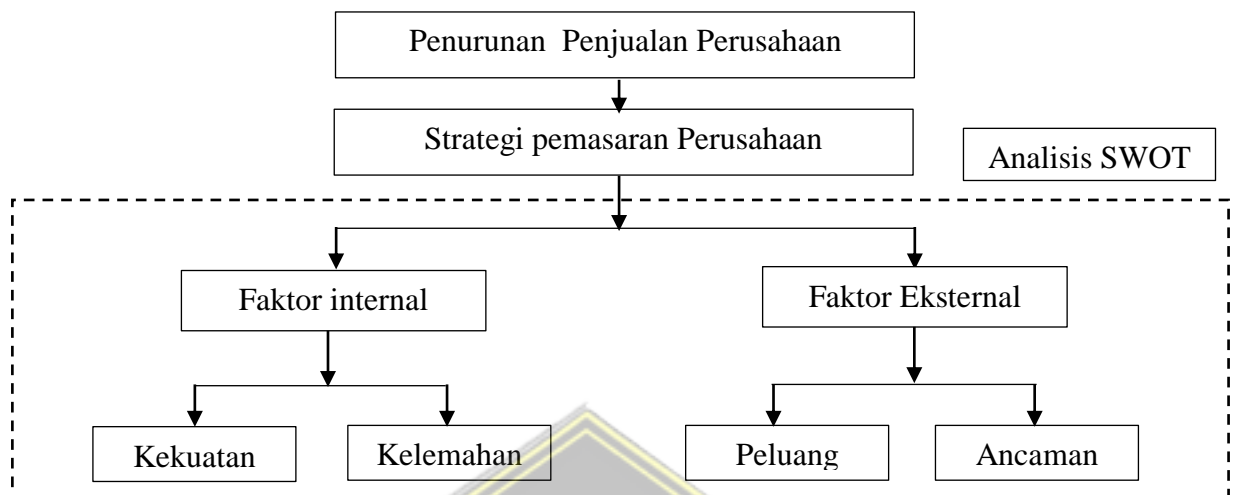 Penurunan Penjualan Perusahaan
Strategi pemasaran Perusahaan
Analisis SWOT
Faktor internal
Faktor Eksternal
Kekuatan
Kelemahan
Peluang
Ancaman